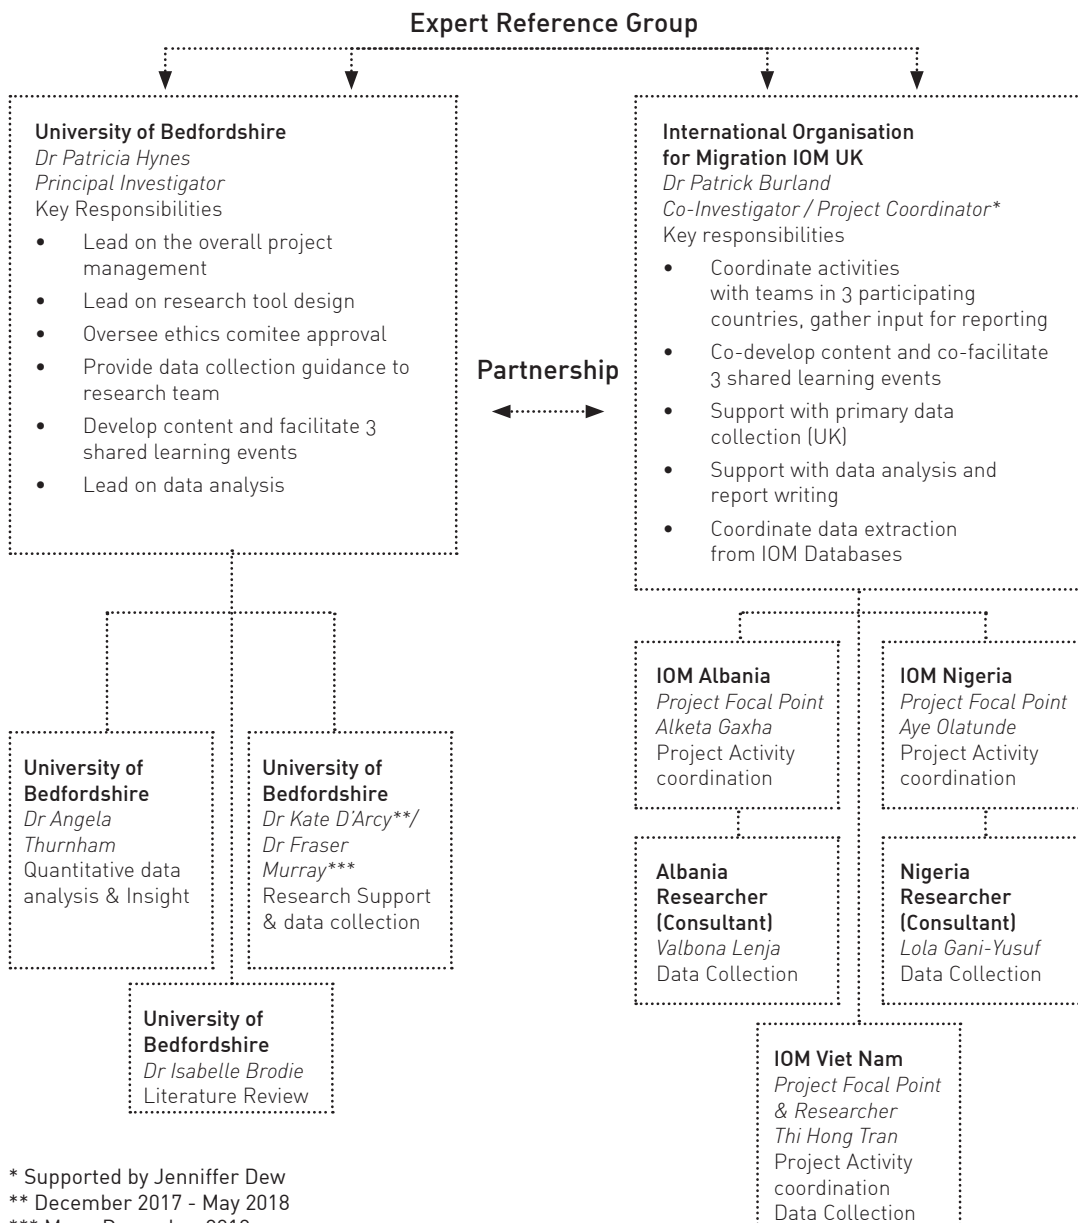 Expert Reference Group
University of Bedfordshire
Dr Patricia Hynes
Principal Investigator
Key Responsibilities
• Lead on the overall project
management
• Lead on research tool design
• Oversee ethics comitee approval
• Provide data collection guidance to
research team
• Develop content and facilitate 3
shared learning events
• Lead on data analysis
Partnership
International Organisation
for Migration IOM UK
Dr Patrick Burland
Co-Investigator / Project Coordinator*
Key responsibilities
• Coordinate activities
with teams in 3 participating
countries, gather input for reporting
• Co-develop content and co-facilitate
3 shared learning events
• Support with primary data
collection (UK)
• Support with data analysis and
report writing
• Coordinate data extraction
from IOM Databases
University of
Bedfordshire
Dr Angela
Thurnham
Quantitative data
analysis & Insight
University of
Bedfordshire
Dr Kate D'Arcy**/
Dr Fraser
Murray***
Research Support
& data collection
University of
Bedfordshire
Dr Isabelle Brodie
Literature Review
IOM Albania
Project Focal Point
Alketa Gaxha
Project Activity
coordination
IOM Nigeria
Project Focal Point
Aye Olatunde
Project Activity
coordination
Albania
Researcher
(Consultant)
Valbona Lenja
Data Collection
Nigeria
Researcher
(Consultant)
Lola Gani-Yusuf
Data Collection
IOM Viet Nam
Project Focal Point
& Researcher
Thi Hong Tran
Project Activity
coordination
Data Collection
* Supported by Jenniffer Dew
** December 2017 - May 2018